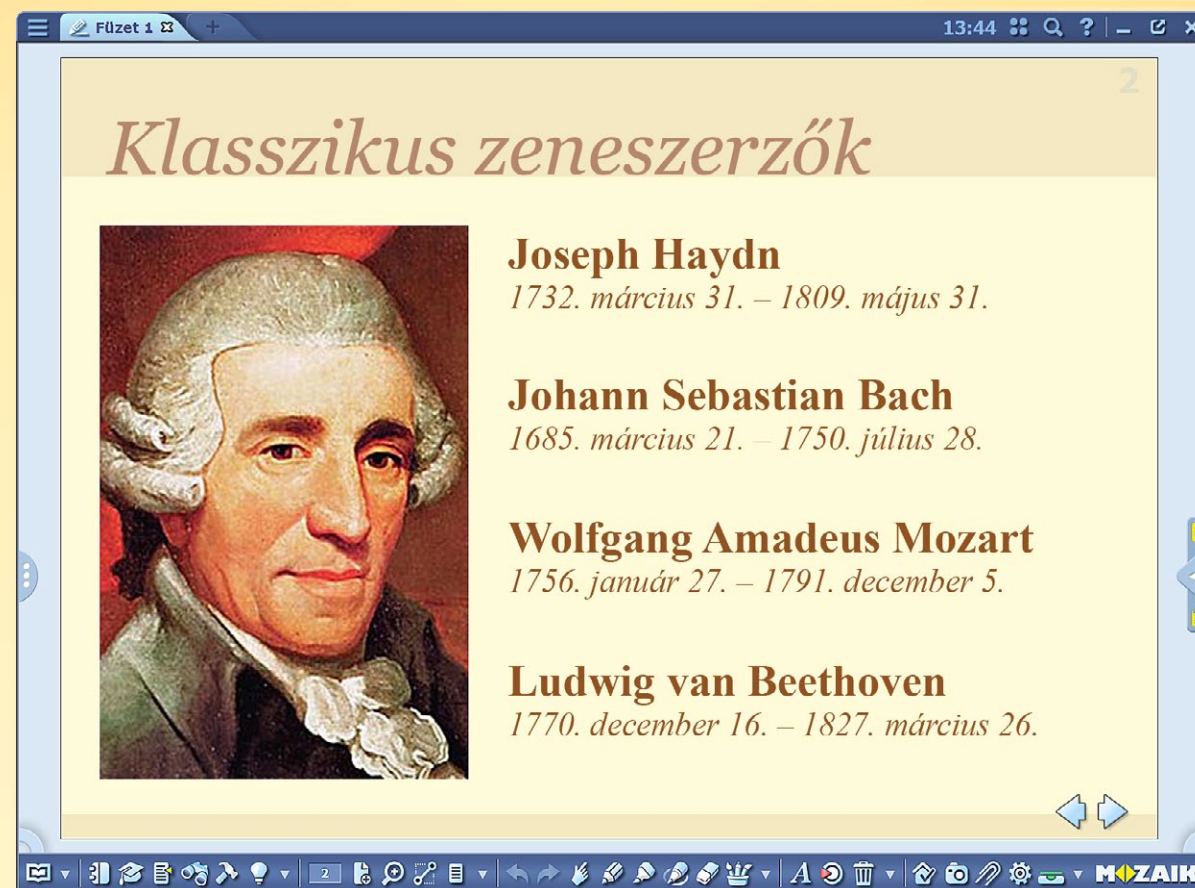 Füzet 1
13:44
2
Klasszikus zeneszerzők
Joseph Haydn
1732. március 31. – 1809. május 31.
Johann Sebastian Bach
1685. március 21. – 1750. július 28.
Wolfgang Amadeus Mozart
1756. január 27. – 1791. december 5.
Ludwig van Beethoven
1770. december 16. – 1827. március 26.
2
A
MOZAIK